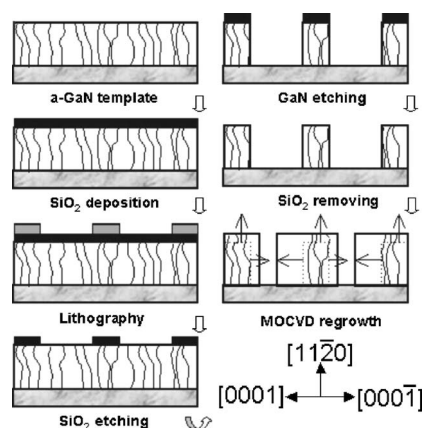 a-GaN template
SiO₂ deposition
Lithography
SiO₂ etching
GaN etching
SiO₂ removing
MOCVD regrowth
[112̄0]
[0001] [0001̄]